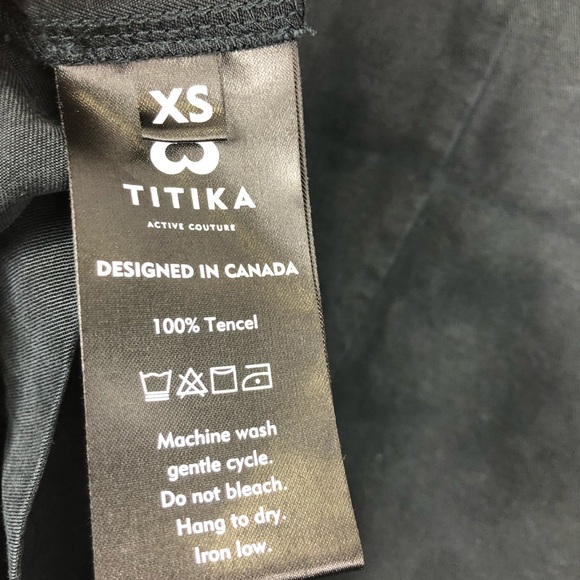 XS
TITIKA
ACTIVE COUTURE
DESIGNED IN CANADA
100% Tencel
Machine wash
gentle cycle.
Do not bleach.
Hang to dry.
Iron low.